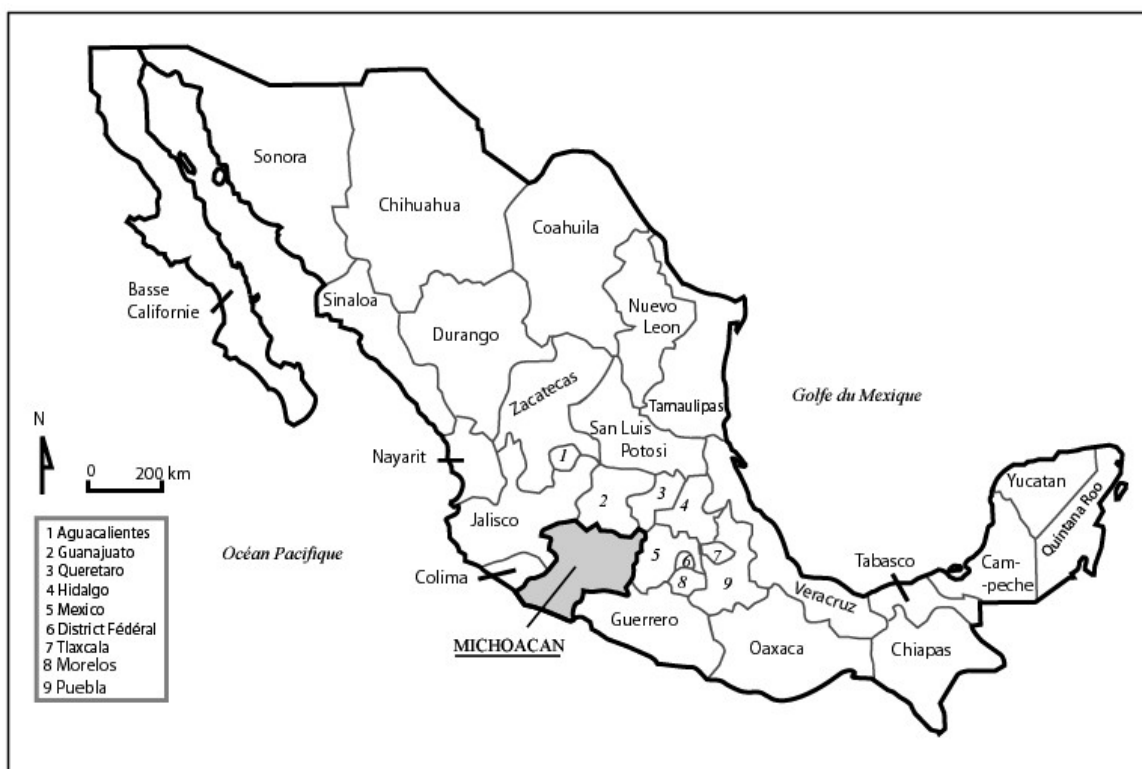 Sonora
Chihuahua
Coahuila
Basse
Californie
Sinaloa
Nuevo
Leon
Durango
Zacatecas
Tamaulipas
Golfe du Mexique
San Luis
Potosi
N
0 200 km
Nayarit
1
2
3
4
Jalisco
Yucatan
Quintana Roo
Océan Pacifique
Colima
5
6
7
8
9
Tabasco
Cam-
-peche
Veracruz
Guerrero
MICHOACAN
Oaxaca
Chiapas
1 Aguacalientes
2 Guanajuato
3 Queretaro
4 Hidalgo
5 Mexico
6 District Fédéral
7 Tlaxcala
8 Morelos
9 Puebla